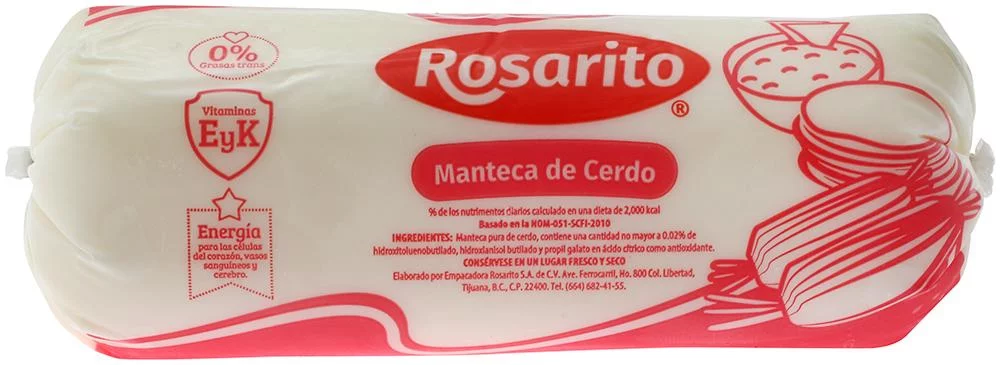 0%
Grasas trans
Vitaminas
EyK
Energía
para las células
del corazón, vasos
sanguíneos y
cerebro.
Rosarito
®
Manteca de Cerdo
% de los nutrimentos diarios calculado en una dieta de 2,000 kcal
Basado en la NOM-051-SCFI-2010
INGREDIENTES: Manteca pura de cerdo, contiene una cantidad no mayor a 0.02% de
hidroxitoluenobutilado, hidroxianisol butilado y propil galato en ácido cítrico como antioxidante.
CONSÉRVESE EN UN LUGAR FRESCO Y SECO
Elaborado por Empacadora Rosarito S.A. de C.V. Ave. Ferrocarril, No. 800 Col. Libertad,
Tijuana, B.C., C.P. 22400. Tel. (664) 682-41-55.